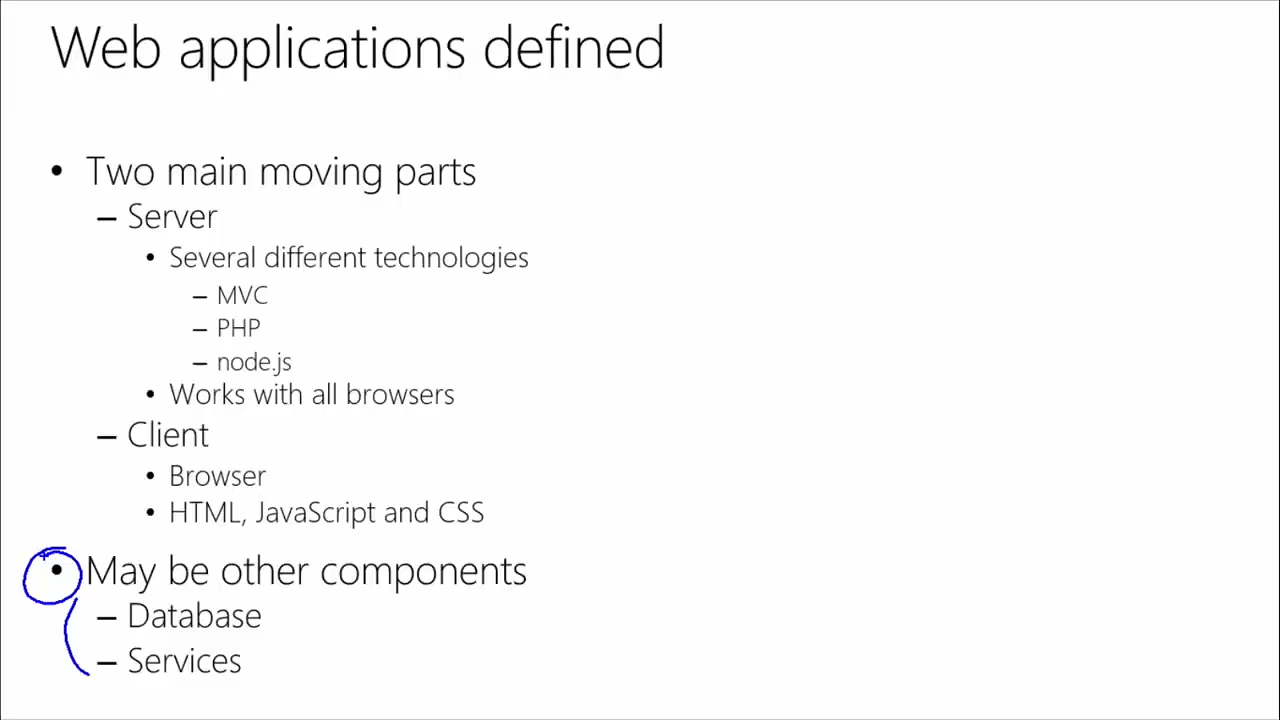 Web applications defined
• Two main moving parts
– Server
• Several different technologies
– MVC
– PHP
– node.js
• Works with all browsers
– Client
• Browser
• HTML, JavaScript and CSS
• May be other components
– Database
– Services